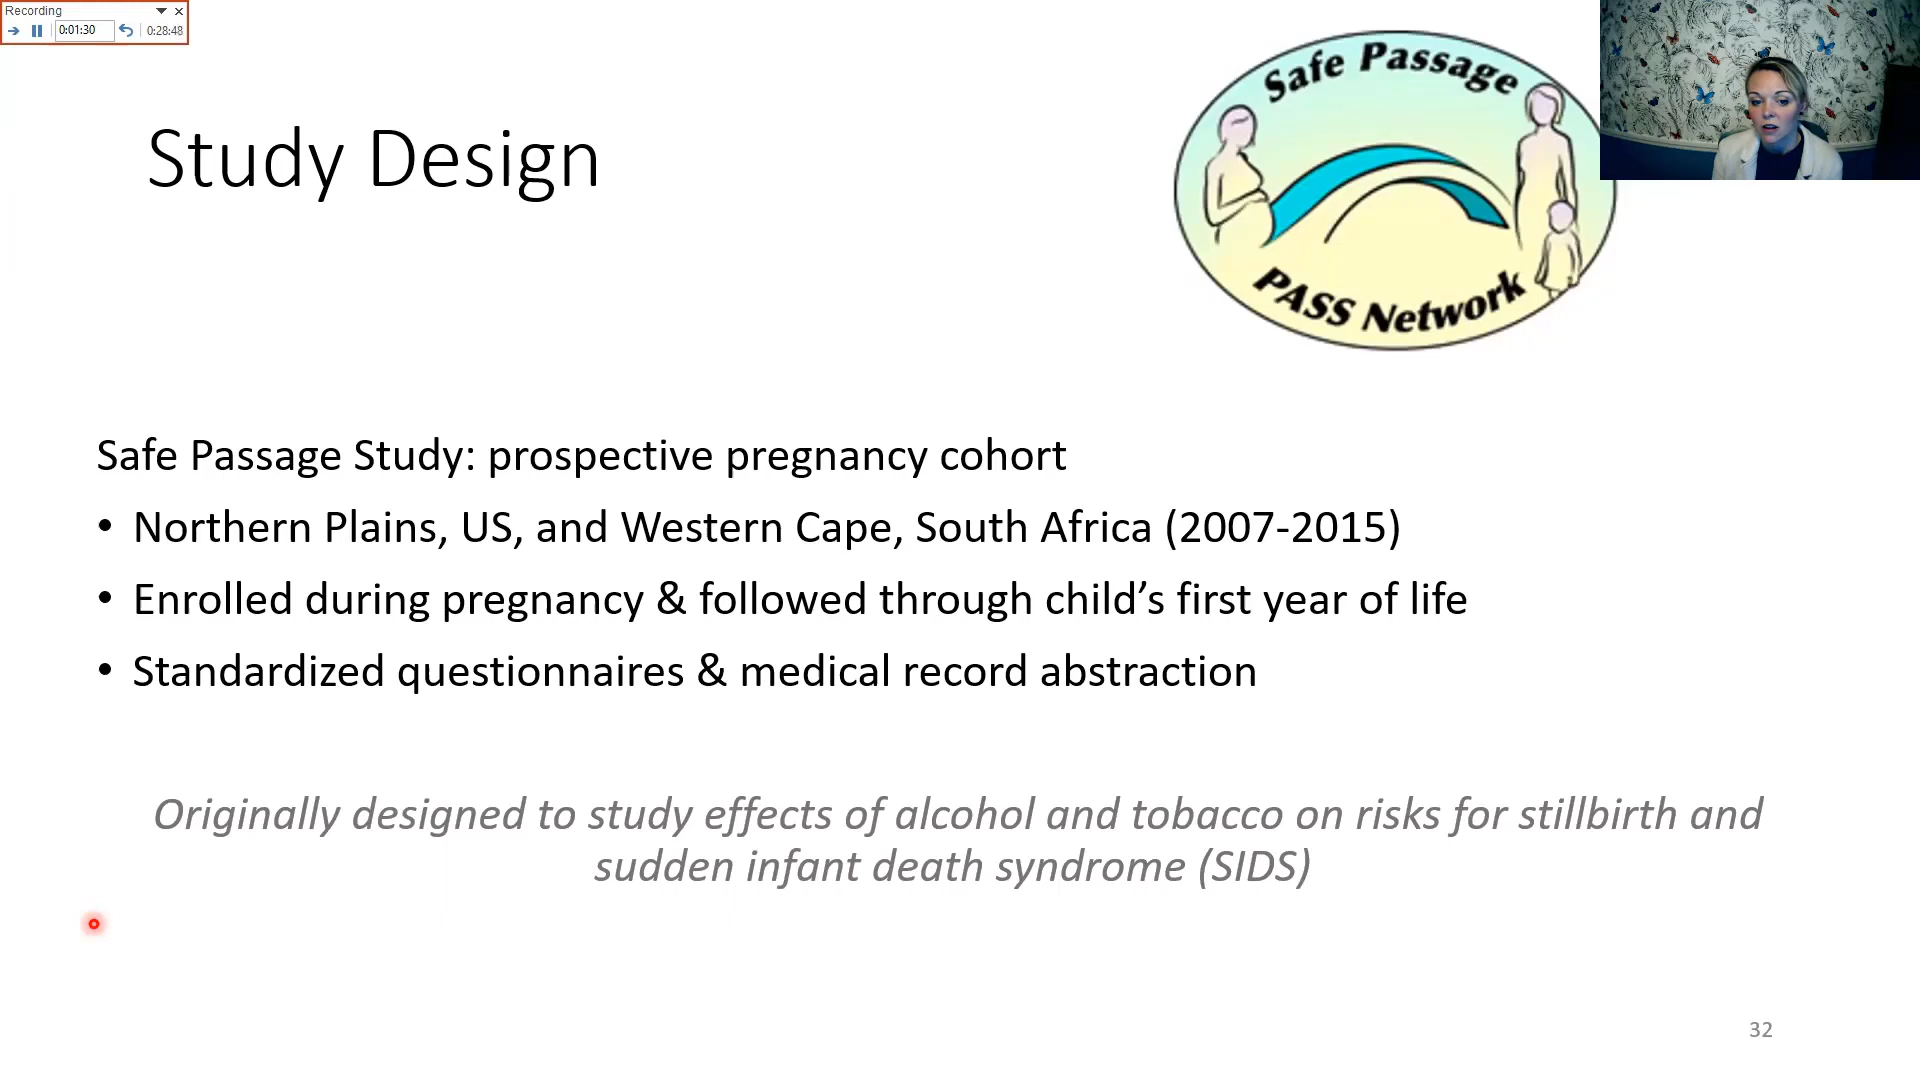 Recording
0:01:30
0:28:48
Safe Passage
PASS Network
Study Design
Safe Passage Study: prospective pregnancy cohort
• Northern Plains, US, and Western Cape, South Africa (2007-2015)
• Enrolled during pregnancy & followed through child’s first year of life
• Standardized questionnaires & medical record abstraction
Originally designed to study effects of alcohol and tobacco on risks for stillbirth and
sudden infant death syndrome (SIDS)
32